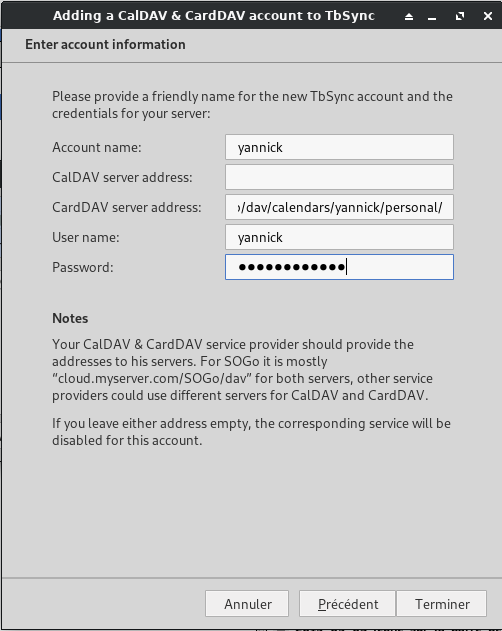 Adding a CalDAV & CardDAV account to TbSync
Enter account information
Please provide a friendly name for the new TbSync account and the
credentials for your server:
Account name: yannick
CalDAV server address:
CardDAV server address: /dav/calendars/yannick/personal/
User name: yannick
Password: ●●●●●●●●●●●●
Notes
Your CalDAV & CardDAV service provider should provide the
addresses to his servers. For SOGo it is mostly
“cloud.myserver.com/SOGo/dav” for both servers, other service
providers could use different servers for CalDAV and CardDAV.
If you leave either address empty, the corresponding service will be
disabled for this account.
Annuler Précédent Terminer